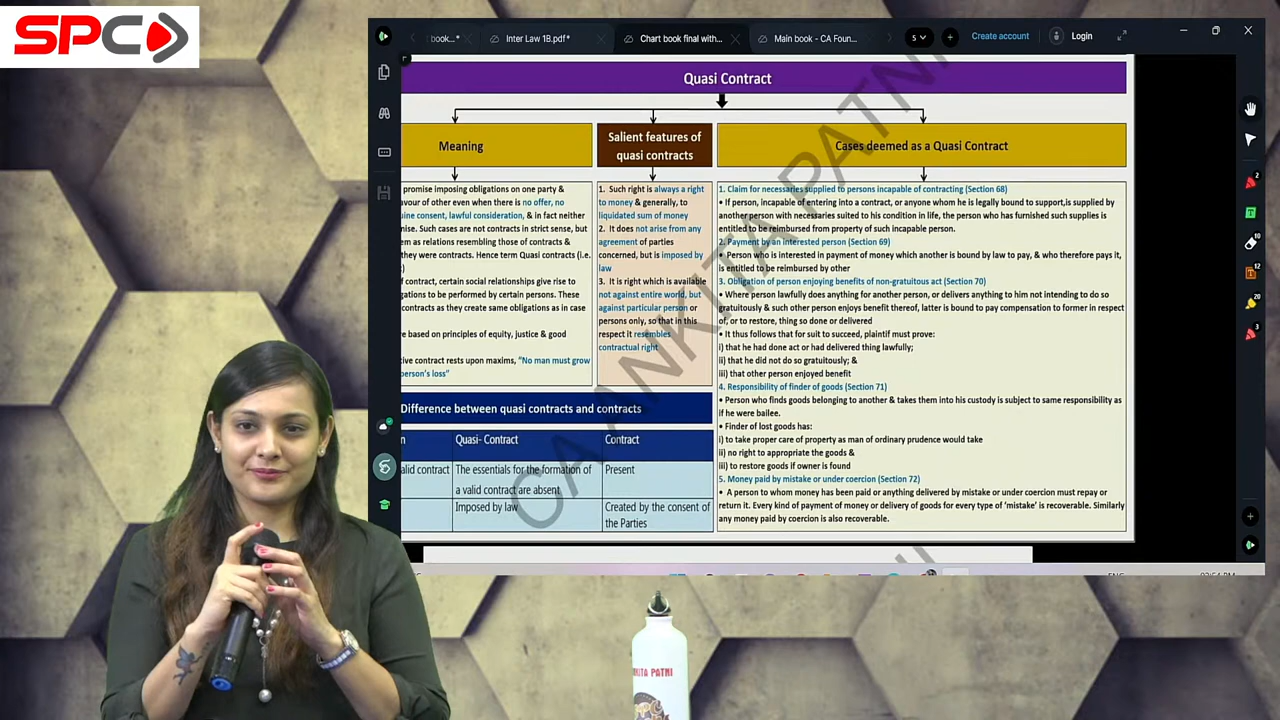 SPC
book...*
Inter Law 1B.pdf*
Chart book final with...
Main book - CA Foun...
5
Create account
Login
Quasi Contract
Meaning
promise imposing obligations on one party &
avour of other even when there is no offer, no
uine consent, lawful consideration, & in fact neither
mise. Such cases are not contracts in strict sense, but
em as relations resembling those of contracts &
they were contracts. Hence term Quasi contracts (i.e.
of contract, certain social relationships give rise to
gations to be performed by certain persons. These
contracts as they create same obligations as in case
re based on principles of equity, justice & good
tive contract rests upon maxims, "No man must grow
person's loss"
Salient features of
quasi contracts
1. Such right is always a right
to money & generally, to
liquidated sum of money
2. It does not arise from any
agreement of parties
concerned, but is imposed by
law
3. It is right which is available
not against entire world, but
against particular person or
persons only, so that in this
respect it resembles
contractual right
Cases deemed as a Quasi Contract
1. Claim for necessaries supplied to persons incapable of contracting (Section 68)
• If person, incapable of entering into a contract, or anyone whom he is legally bound to support,is supplied by
another person with necessaries suited to his condition in life, the person who has furnished such supplies is
entitled to be reimbursed from property of such incapable person.
2. Payment by an interested person (Section 69)
• Person who is interested in payment of money which another is bound by law to pay, & who therefore pays it,
is entitled to be reimbursed by other
3. Obligation of person enjoying benefits of non-gratuitous act (Section 70)
• Where person lawfully does anything for another person, or delivers anything to him not intending to do so
gratuitously & such other person enjoys benefit thereof, latter is bound to pay compensation to former in respect
of, or to restore, thing so done or delivered
• It thus follows that for suit to succeed, plaintif must prove:
i) that he had done act or had delivered thing lawfully;
ii) that he did not do so gratuitously; &
iii) that other person enjoyed benefit
4. Responsibility of finder of goods (Section 71)
• Person who finds goods belonging to another & takes them into his custody is subject to same responsibility as
if he were bailee.
• Finder of lost goods has:
i) to take proper care of property as man of ordinary prudence would take
ii) no right to appropriate the goods &
iii) to restore goods if owner is found
5. Money paid by mistake or under coercion (Section 72)
• A person to whom money has been paid or anything delivered by mistake or under coercion must repay or
return it. Every kind of payment of money or delivery of goods for every type of 'mistake' is recoverable. Similarly
any money paid by coercion is also recoverable.
Difference between quasi contracts and contracts
n Quasi- Contract Contract
alid contract The essentials for the formation of Present
a valid contract are absent
Imposed by law Created by the consent of
the Parties
CA ANKITA PATNI
ENG
NKITA PATNI